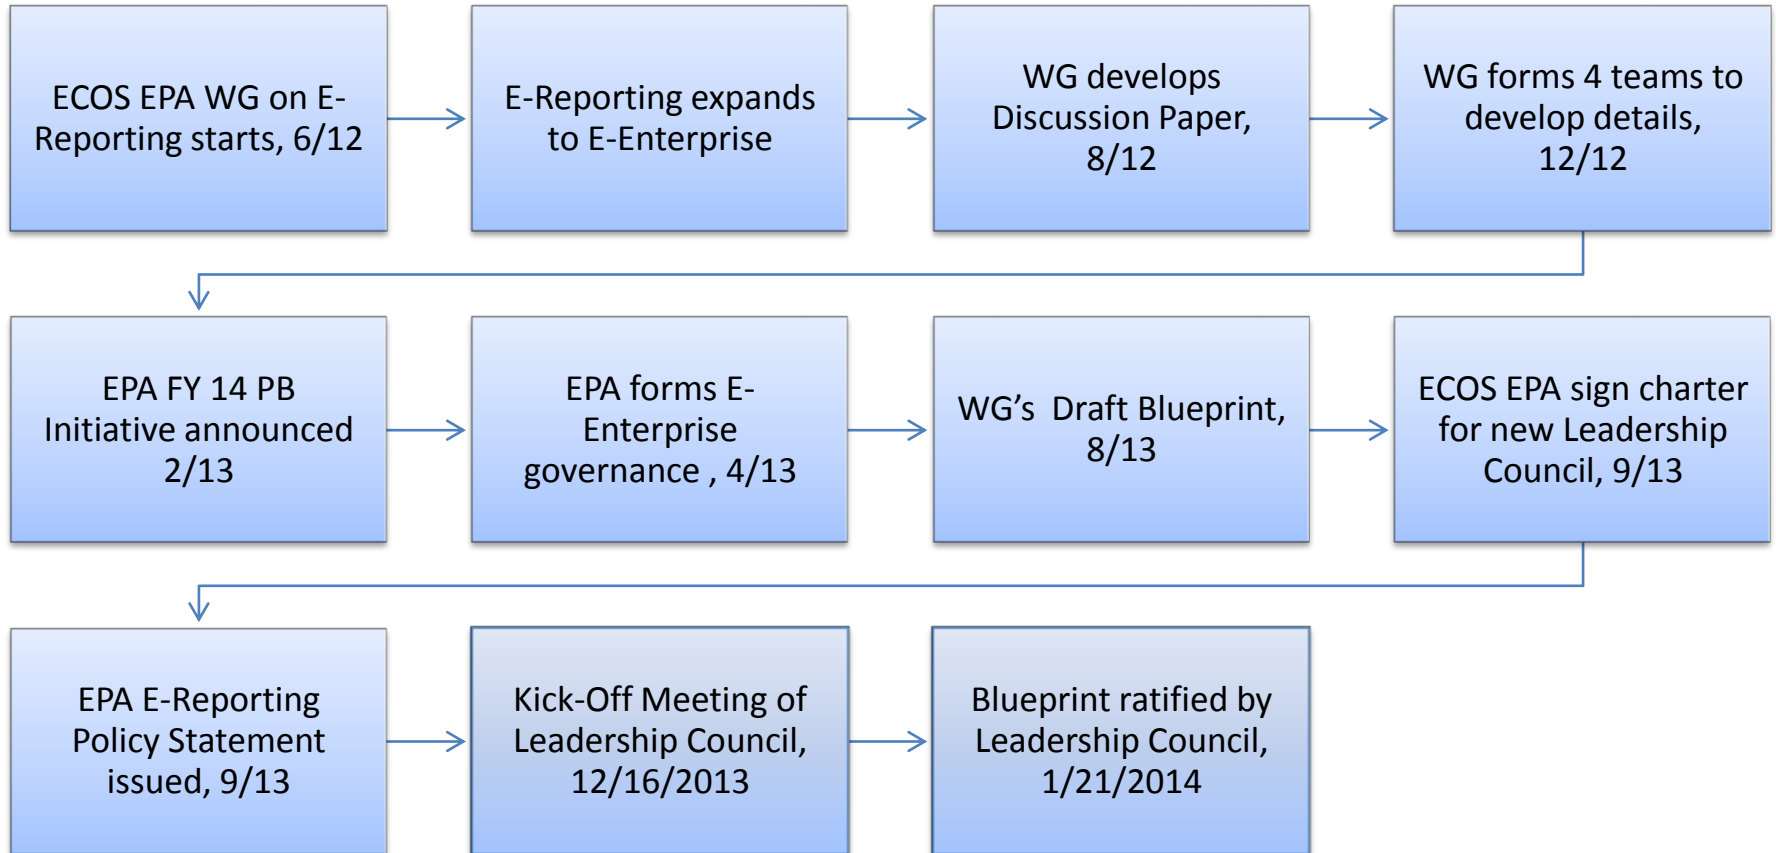 ECOS EPA WG on E-
Reporting starts, 6/12
E-Reporting expands
to E-Enterprise
WG develops
Discussion Paper,
8/12
WG forms 4 teams to
develop details,
12/12
EPA FY 14 PB
Initiative announced
2/13
EPA forms E-
Enterprise
governance , 4/13
WG’s  Draft Blueprint,
8/13
ECOS EPA sign charter
for new Leadership
Council, 9/13
EPA E-Reporting
Policy Statement
issued, 9/13
Kick-Off Meeting of
Leadership Council,
12/16/2013
Blueprint ratified by
Leadership Council,
1/21/2014